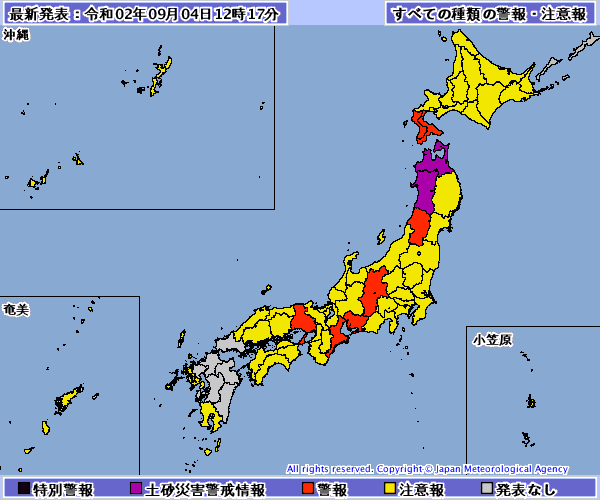 最新発表：令和02年09月04日12時17分
すべての種類の警報・注意報
沖縄
奄美
小笠原
All rights reserved. Copyright © Japan Meteorological Agency
特別警報 土砂災害警戒情報 警報 注意報 発表なし